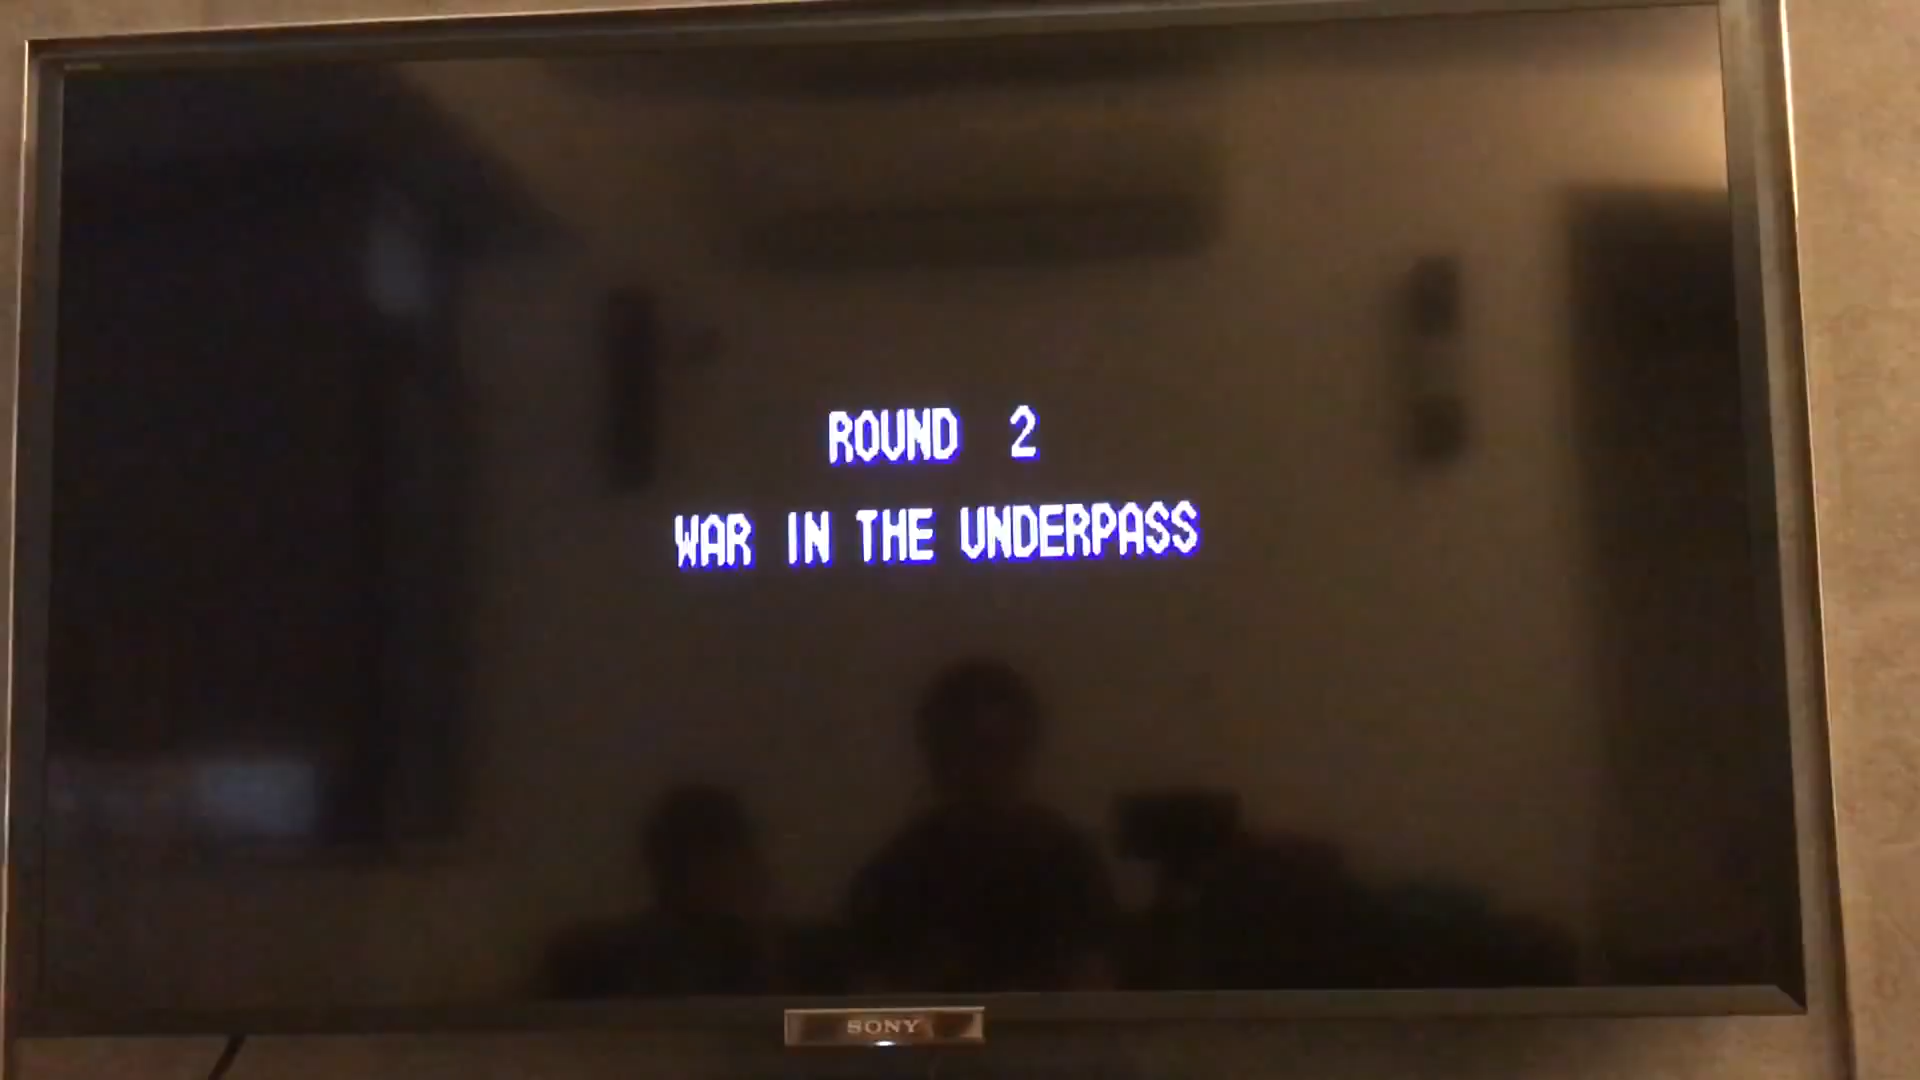 ROUND 2
WAR IN THE UNDERPASS
SONY